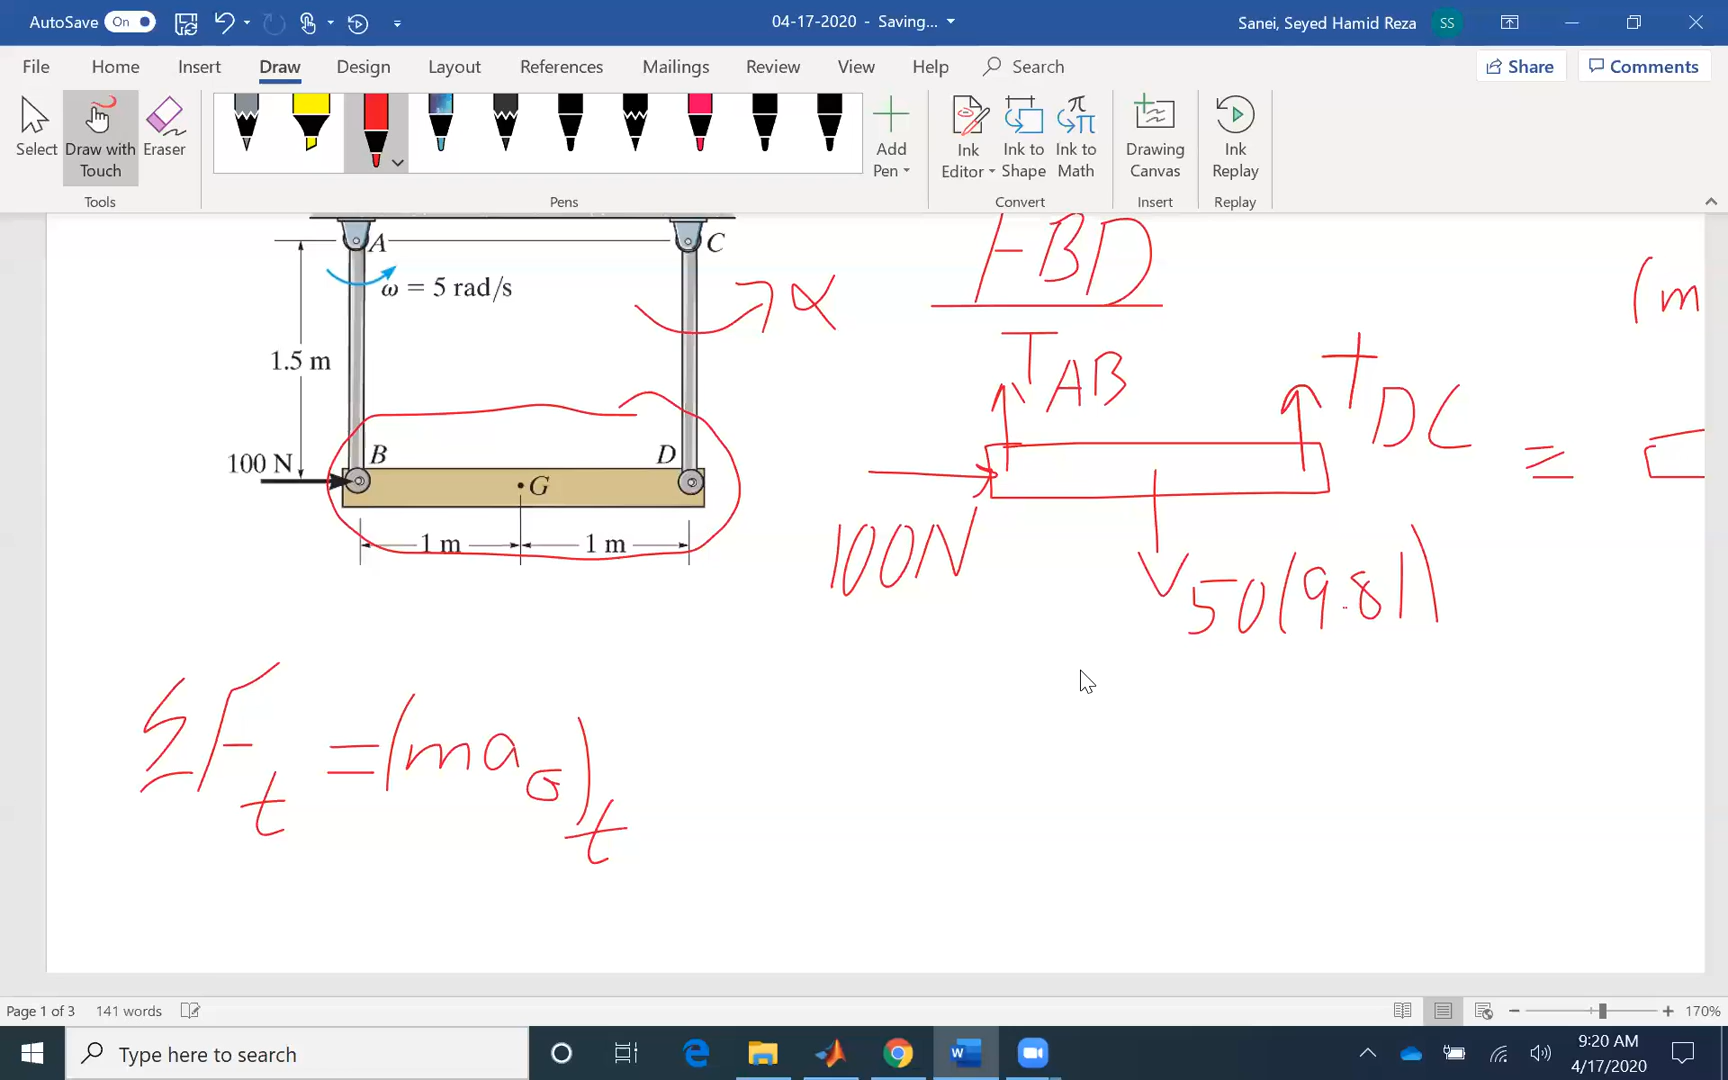 AutoSave On
04-17-2020 - Saving...
Sanei, Seyed Hamid Reza
SS
File Home Insert Draw Design Layout References Mailings Review View Help Search
Share Comments
Select
Draw with Touch
Eraser
Add Pen
Ink Editor
Ink to Shape
Ink to Math
Drawing Canvas
Ink Replay
Tools Pens Convert Insert Replay
FBD
A C
ω = 5 rad/s
α
(m
T AB
T DC
1.5 m
B D
100 N
G
=
1 m 1 m
100N
50(9.81)
ΣF t = (ma G) t
Page 1 of 3 141 words
170%
Type here to search
9:20 AM
4/17/2020